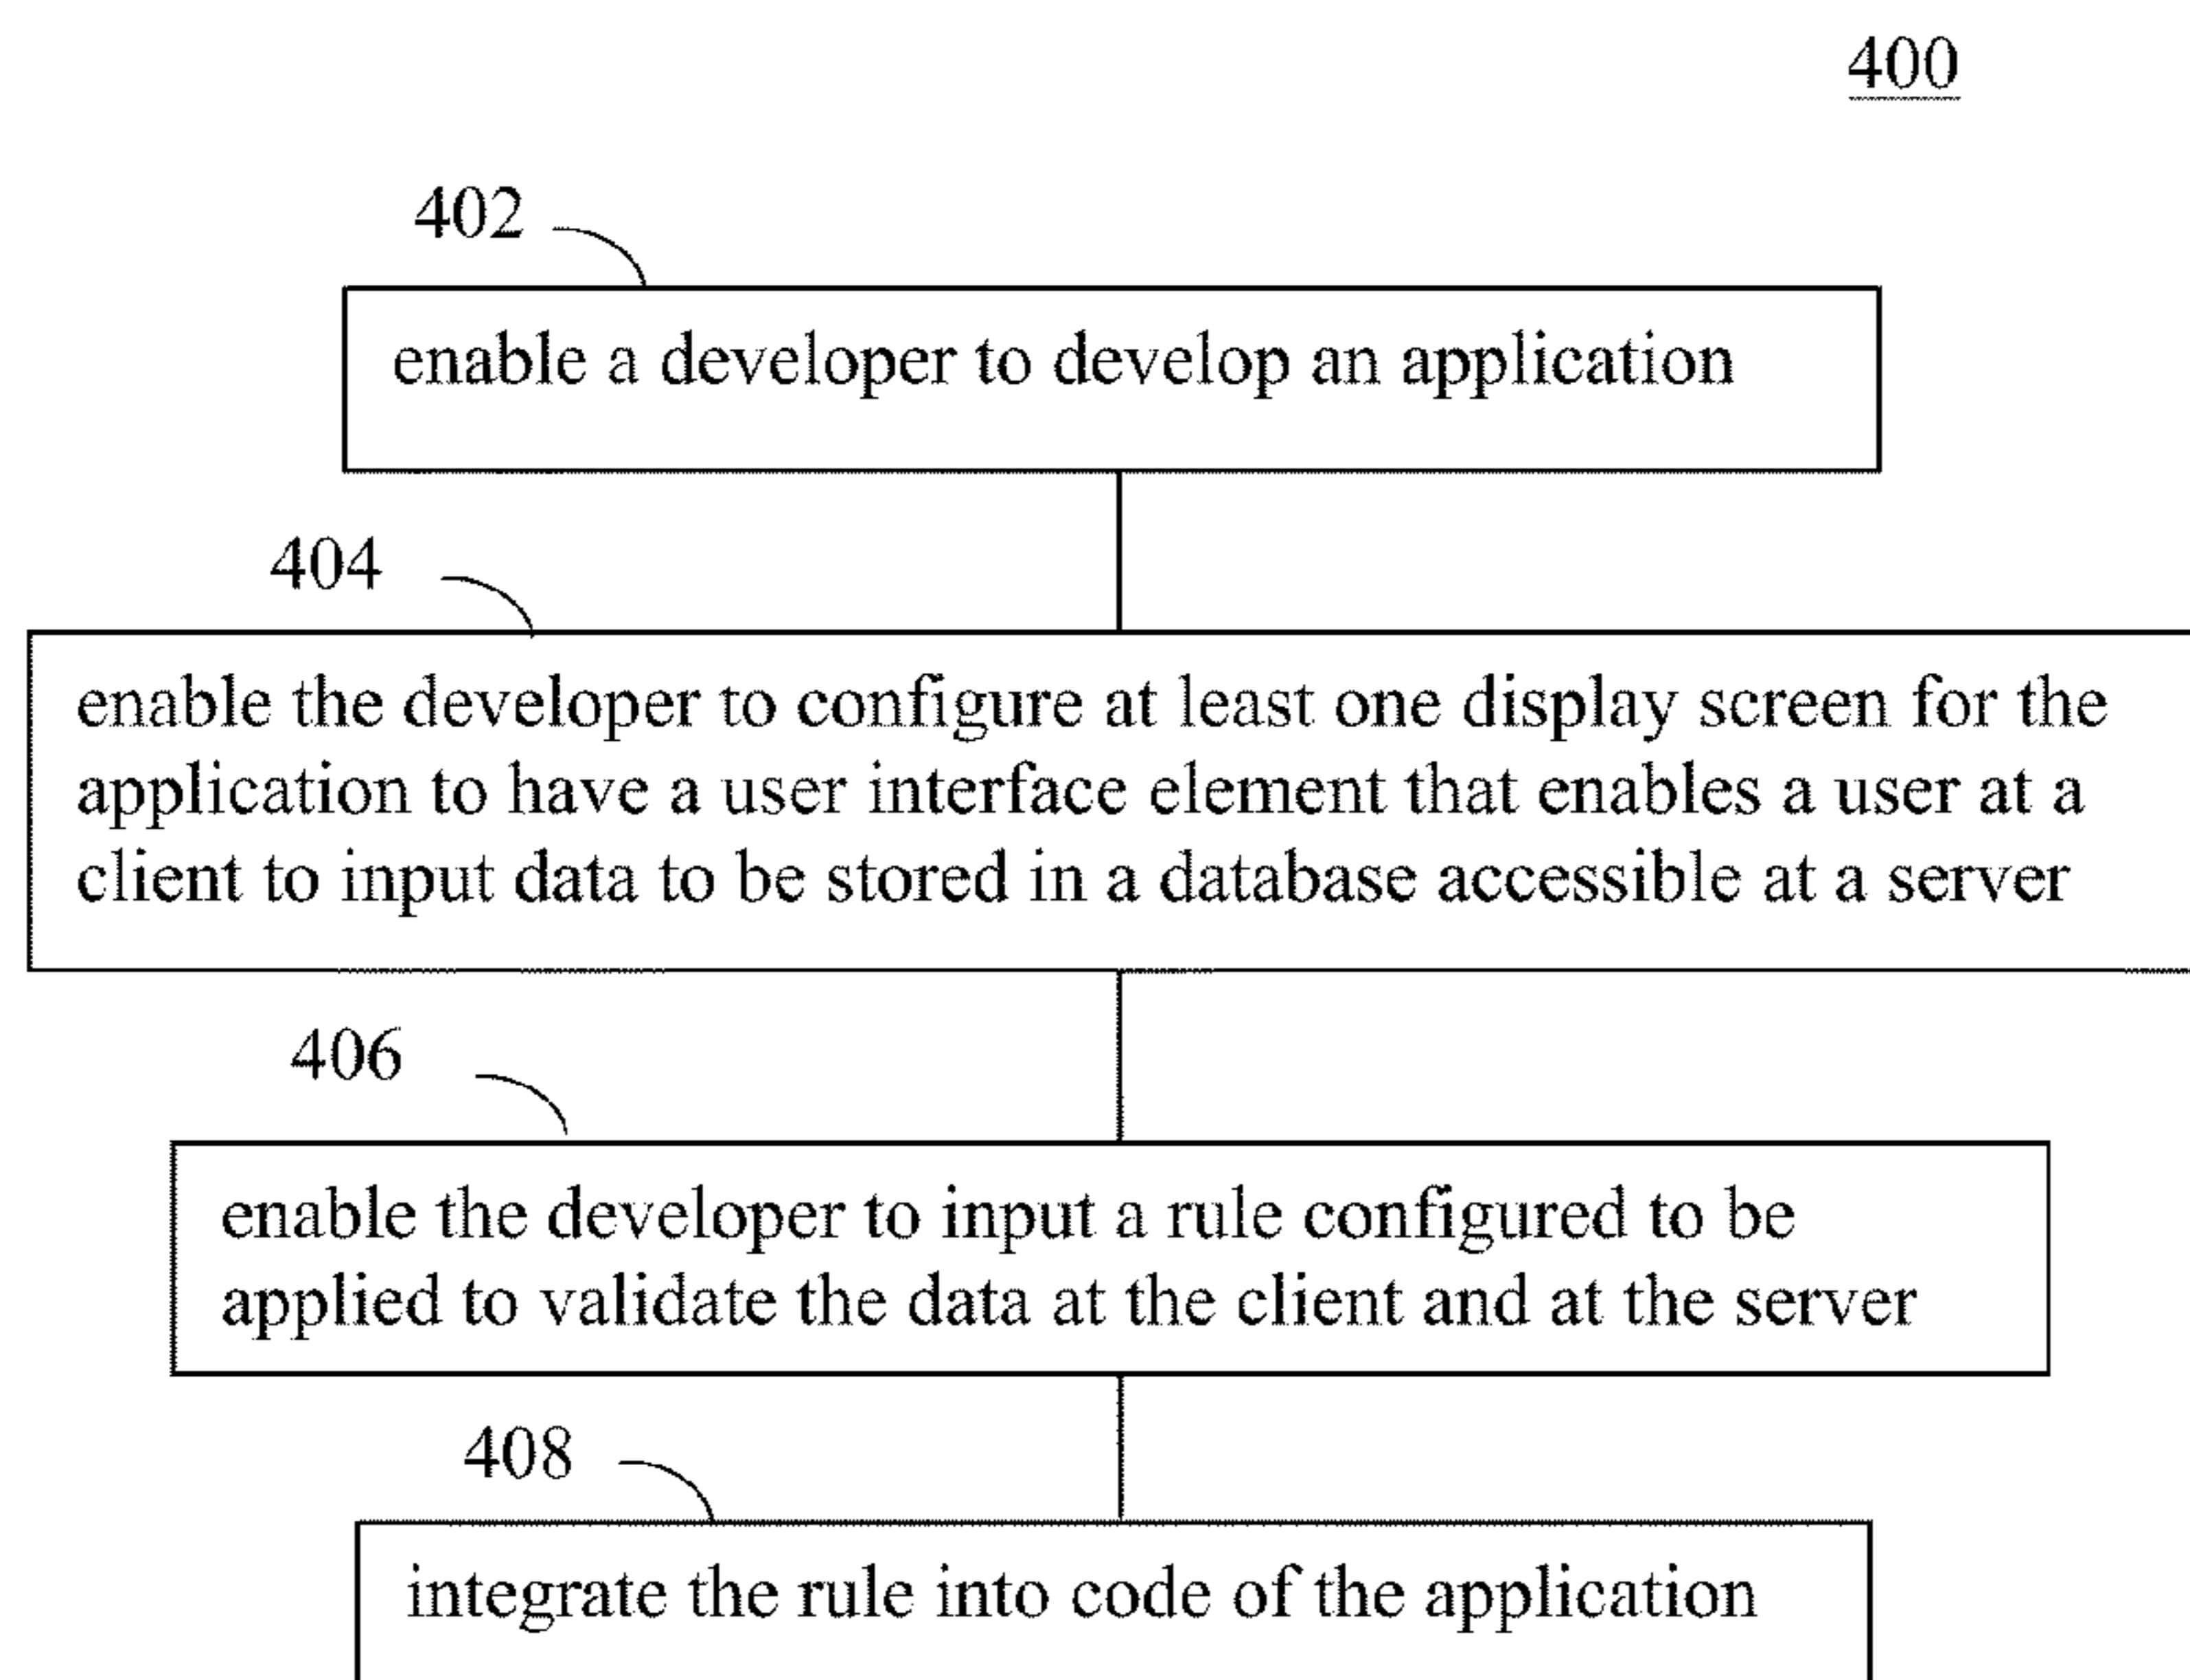 400
402
enable a developer to develop an application
404
enable the developer to configure at least one display screen for the
application to have a user interface element that enables a user at a
client to input data to be stored in a database accessible at a server
406
enable the developer to input a rule configured to be
applied to validate the data at the client and at the server
408
integrate the rule into code of the application